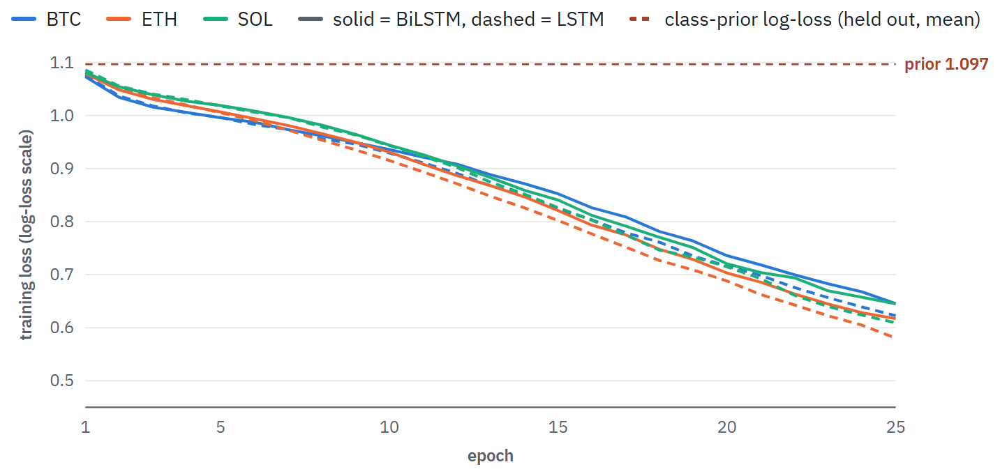 BTC ETH SOL solid = BiLSTM, dashed = LSTM class-prior log-loss (held out, mean)
prior 1.097
training loss (log-loss scale)
1.1
1.0
0.9
0.8
0.7
0.6
0.5
1 5 10 15 20 25
epoch